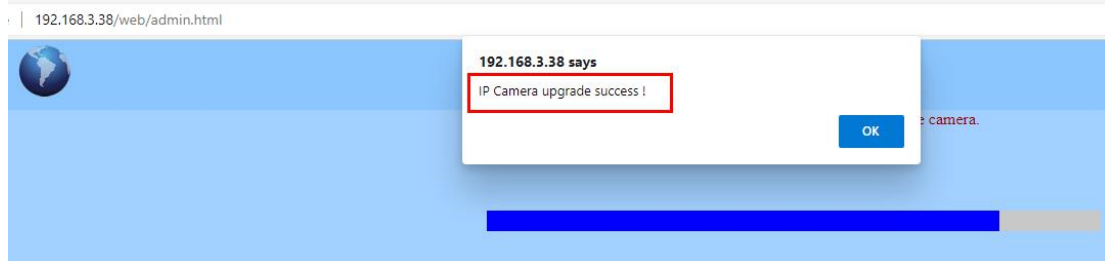 192.168.3.38/web/admin.html
192.168.3.38 says
IP Camera upgrade success !
OK
camera.